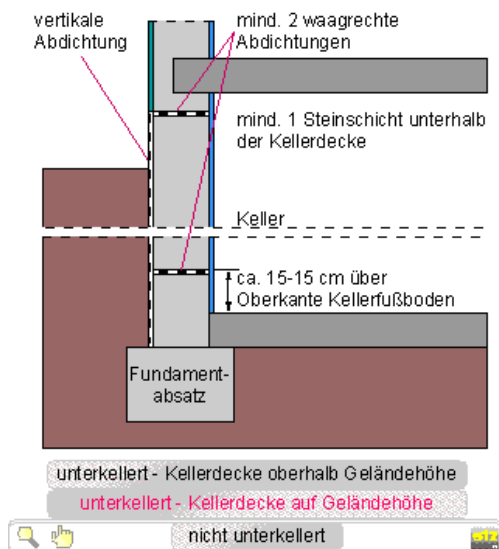 vertikale
Abdichtung
mind. 2 waagrechte
Abdichtungen
mind. 1 Steinschicht unterhalb
der Kellerdecke
Keller
ca. 15-15 cm über
Oberkante Kellerfußboden
Fundament-
absatz
unterkellert - Kellerdecke oberhalb Geländehöhe
unterkellert - Kellerdecke auf Geländehöhe
nicht unterkellert